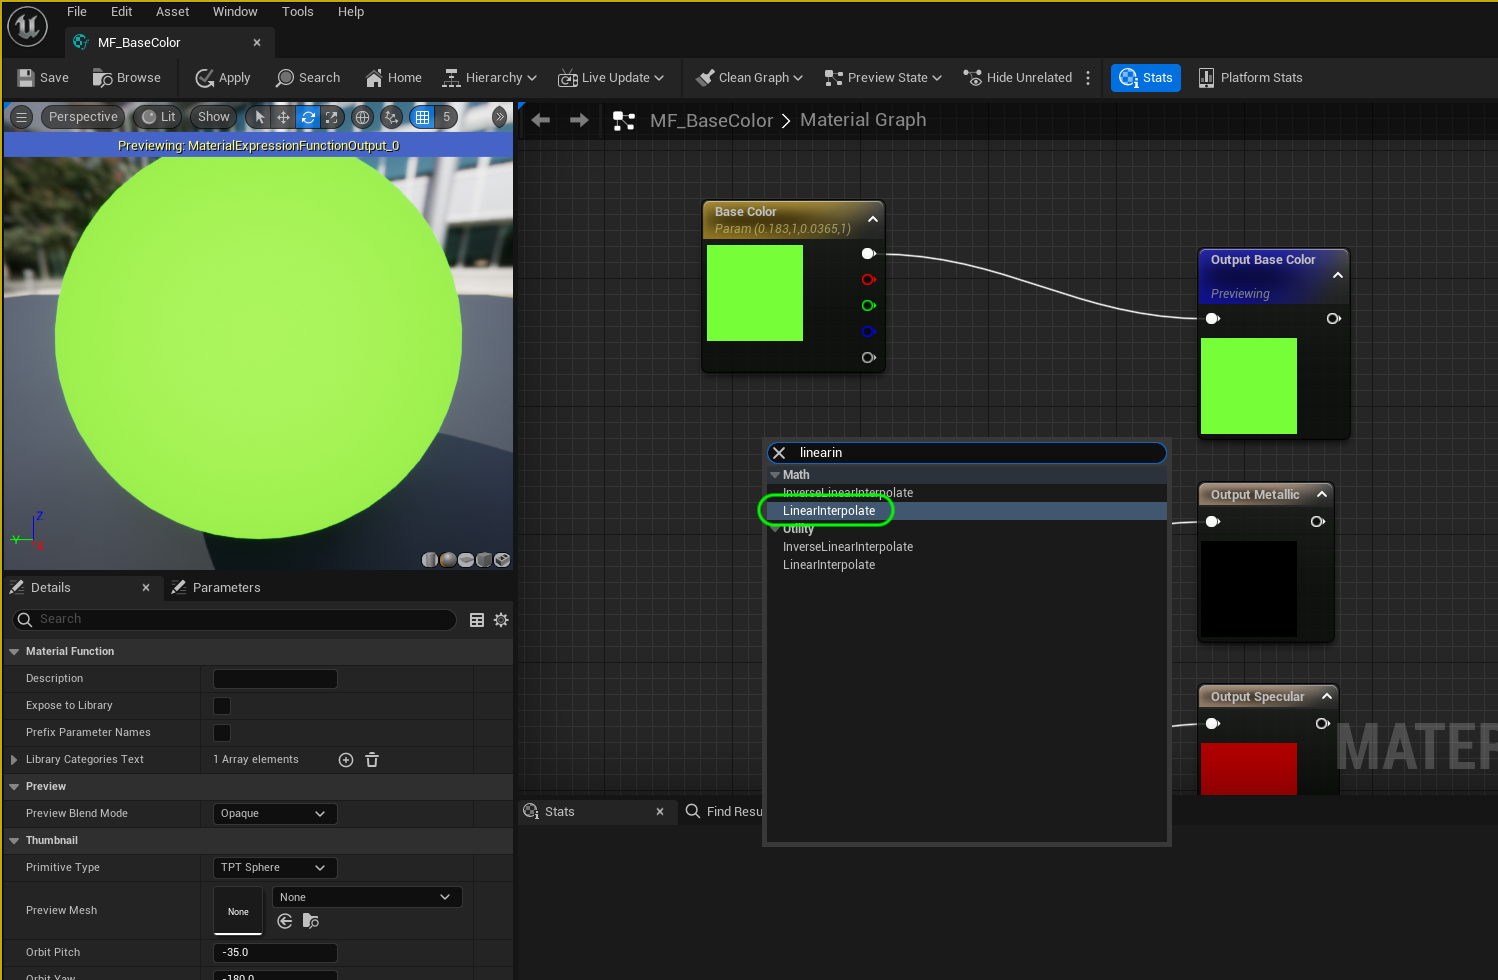 File Edit Asset Window Tools Help
MF_BaseColor
Save Browse Apply Search Home Hierarchy Live Update Clean Graph Preview State Hide Unrelated Stats Platform Stats
Perspective Lit Show 5
MF_BaseColor > Material Graph
Previewing: MaterialExpressionFunctionOutput_0
Base Color
Param (0.183,1,0.0365,1)
Output Base Color
Previewing
linearin
Math
InverseLinearInterpolate
LinearInterpolate
Utility
InverseLinearInterpolate
LinearInterpolate
Output Metallic
Output Specular
MATER
Z
Y
X
Details Parameters
Search
Material Function
Description
Expose to Library
Prefix Parameter Names
Library Categories Text 1 Array elements
Preview
Preview Blend Mode Opaque
Thumbnail
Primitive Type TPT Sphere
Preview Mesh None None
Orbit Pitch -35.0
Orbit Yaw -180.0
Stats Find Resu